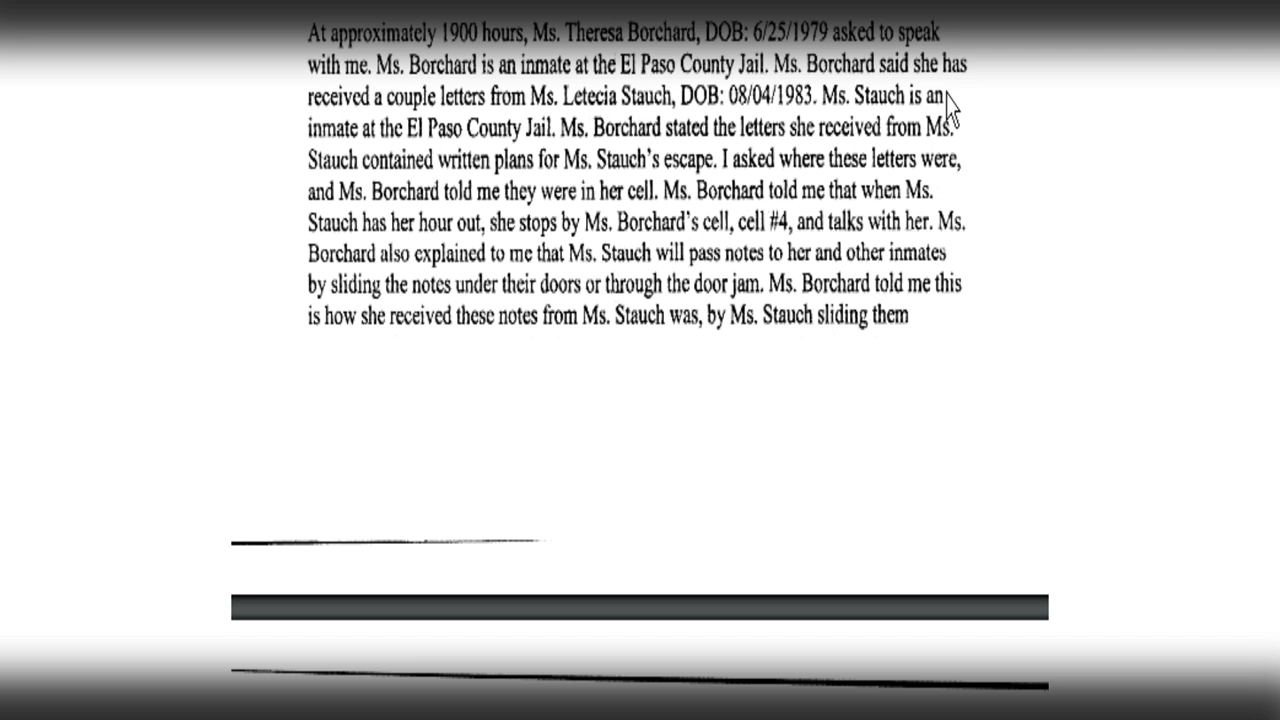 At approximately 1900 hours, Ms. Theresa Borchard, DOB: 6/25/1979 asked to speak
with me. Ms. Borchard is an inmate at the El Paso County Jail. Ms. Borchard said she has
received a couple letters from Ms. Letecia Stauch, DOB: 08/04/1983. Ms. Stauch is an
inmate at the El Paso County Jail. Ms. Borchard stated the letters she received from Ms.
Stauch contained written plans for Ms. Stauch's escape. I asked where these letters were,
and Ms. Borchard told me they were in her cell. Ms. Borchard told me that when Ms.
Stauch has her hour out, she stops by Ms. Borchard's cell, cell #4, and talks with her. Ms.
Borchard also explained to me that Ms. Stauch will pass notes to her and other inmates
by sliding the notes under their doors or through the door jam. Ms. Borchard told me this
is how she received these notes from Ms. Stauch was, by Ms. Stauch sliding them